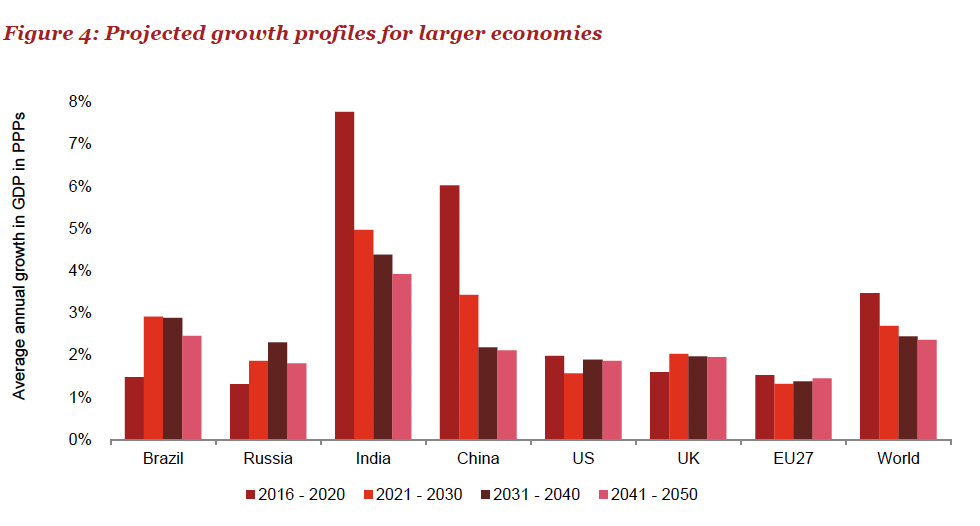 Figure 4: Projected growth profiles for larger economies
Average annual growth in GDP in PPPs
8%
7%
6%
5%
4%
3%
2%
1%
0%
Brazil Russia India China US UK EU27 World
2016 - 2020 2021 - 2030 2031 - 2040 2041 - 2050